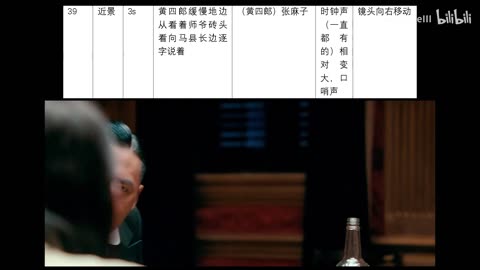 39
近景
3s
黄四郎缓慢地边
从看着师爷砖头
看向马县长边逐
字说着
（黄四郎）张麻子
时钟声
（一直
都有
的）相
对变
大，口
哨声
镜头向右移动
elll bilibili